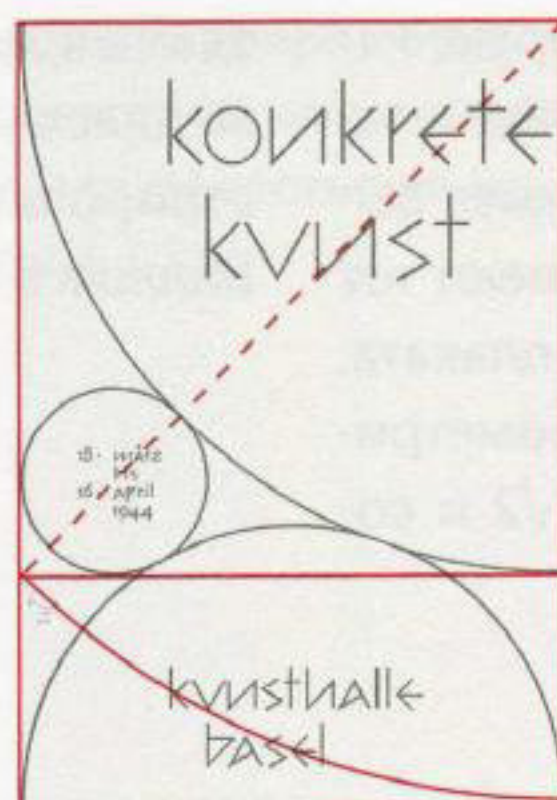 konkrete
kunst
18. märz
bis
16. april
1944
kunsthalle
basel